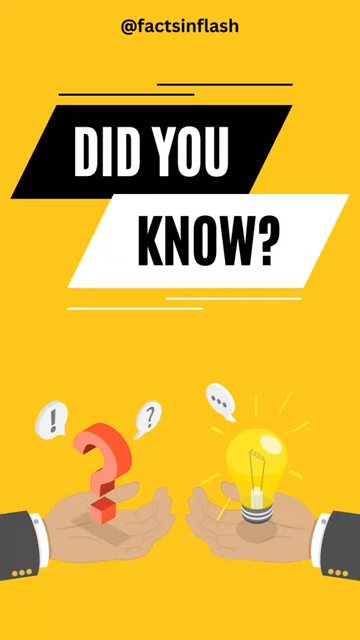 @factsinflash
DID YOU
KNOW?
!
?
...
?